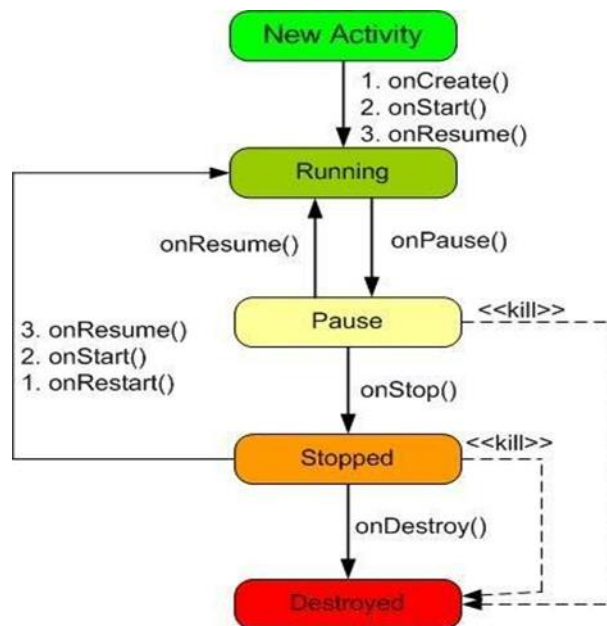 New Activity
1. onCreate()
2. onStart()
3. onResume()
Running
onResume()
onPause()
Pause
<<kill>>
3. onResume()
2. onStart()
1. onRestart()
onStop()
Stopped
<<kill>>
onDestroy()
Destroyed